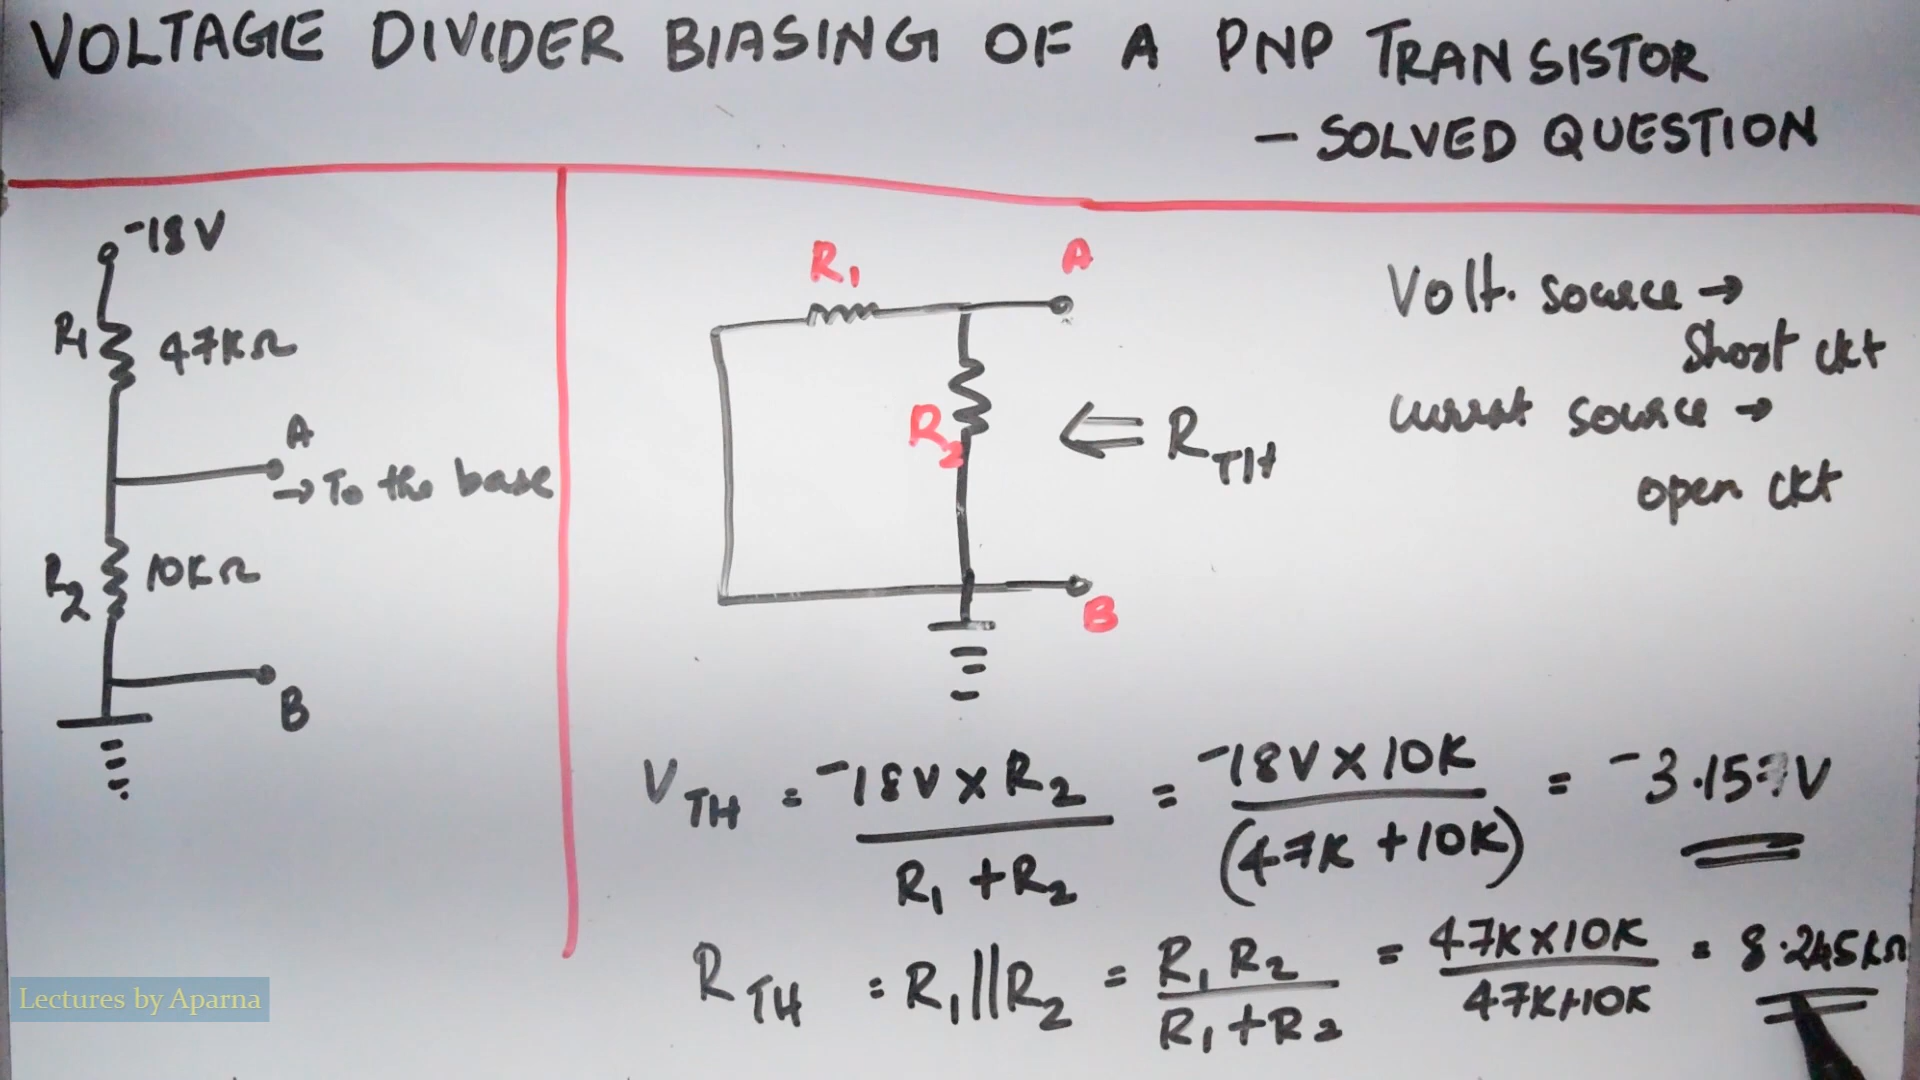 VOLTAGE DIVIDER BIASING OF A PNP TRANSISTOR
- SOLVED QUESTION
-18V
R1 47KΩ
A
→ To the base
R2 10KΩ
B
R1
A
R2
⇐ RTH
B
Volt. source →
Short ckt
current source →
open ckt
VTH = -18V x R2 / R1 + R2 = -18V x 10K / (47K + 10K) = -3.157V
RTH = R1||R2 = R1 R2 / R1 + R2 = 47K x 10K / 47K + 10K = 8.245KΩ
Lectures by Aparna